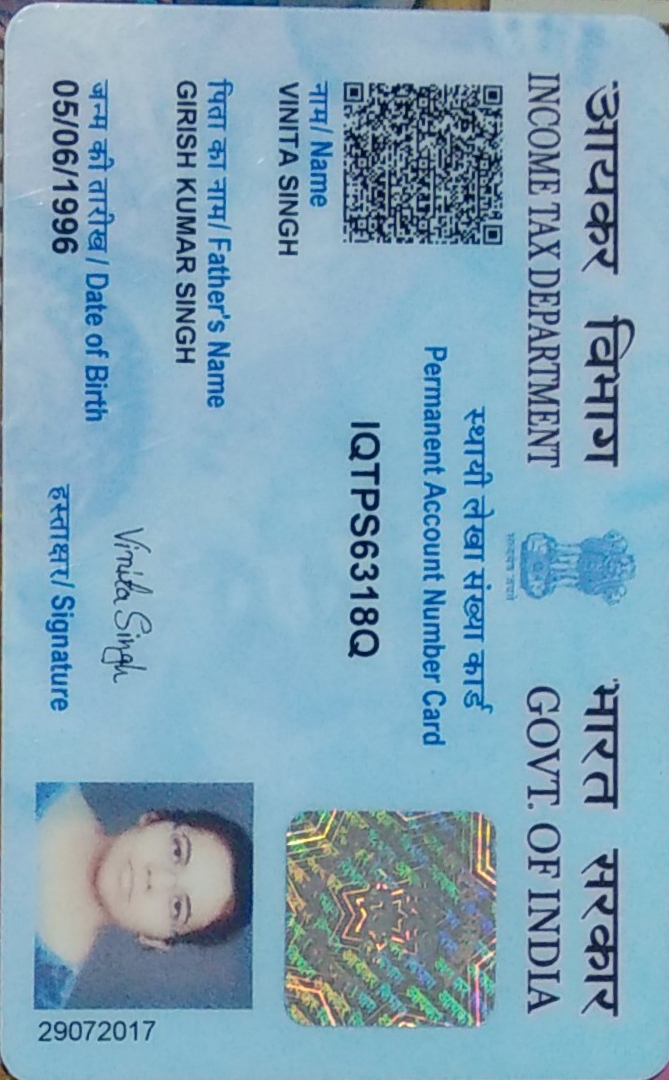 आयकर विभाग
INCOME TAX DEPARTMENT
भारत सरकार
GOVT. OF INDIA
सत्यमेव जयते
स्थायी लेखा संख्या कार्ड
Permanent Account Number Card
IQTPS6318Q
नाम/ Name
VINITA SINGH
पिता का नाम/ Father's Name
GIRISH KUMAR SINGH
जन्म की तारीख/ Date of Birth
05/06/1996
Vinita Singh
हस्ताक्षर/ Signature
29072017